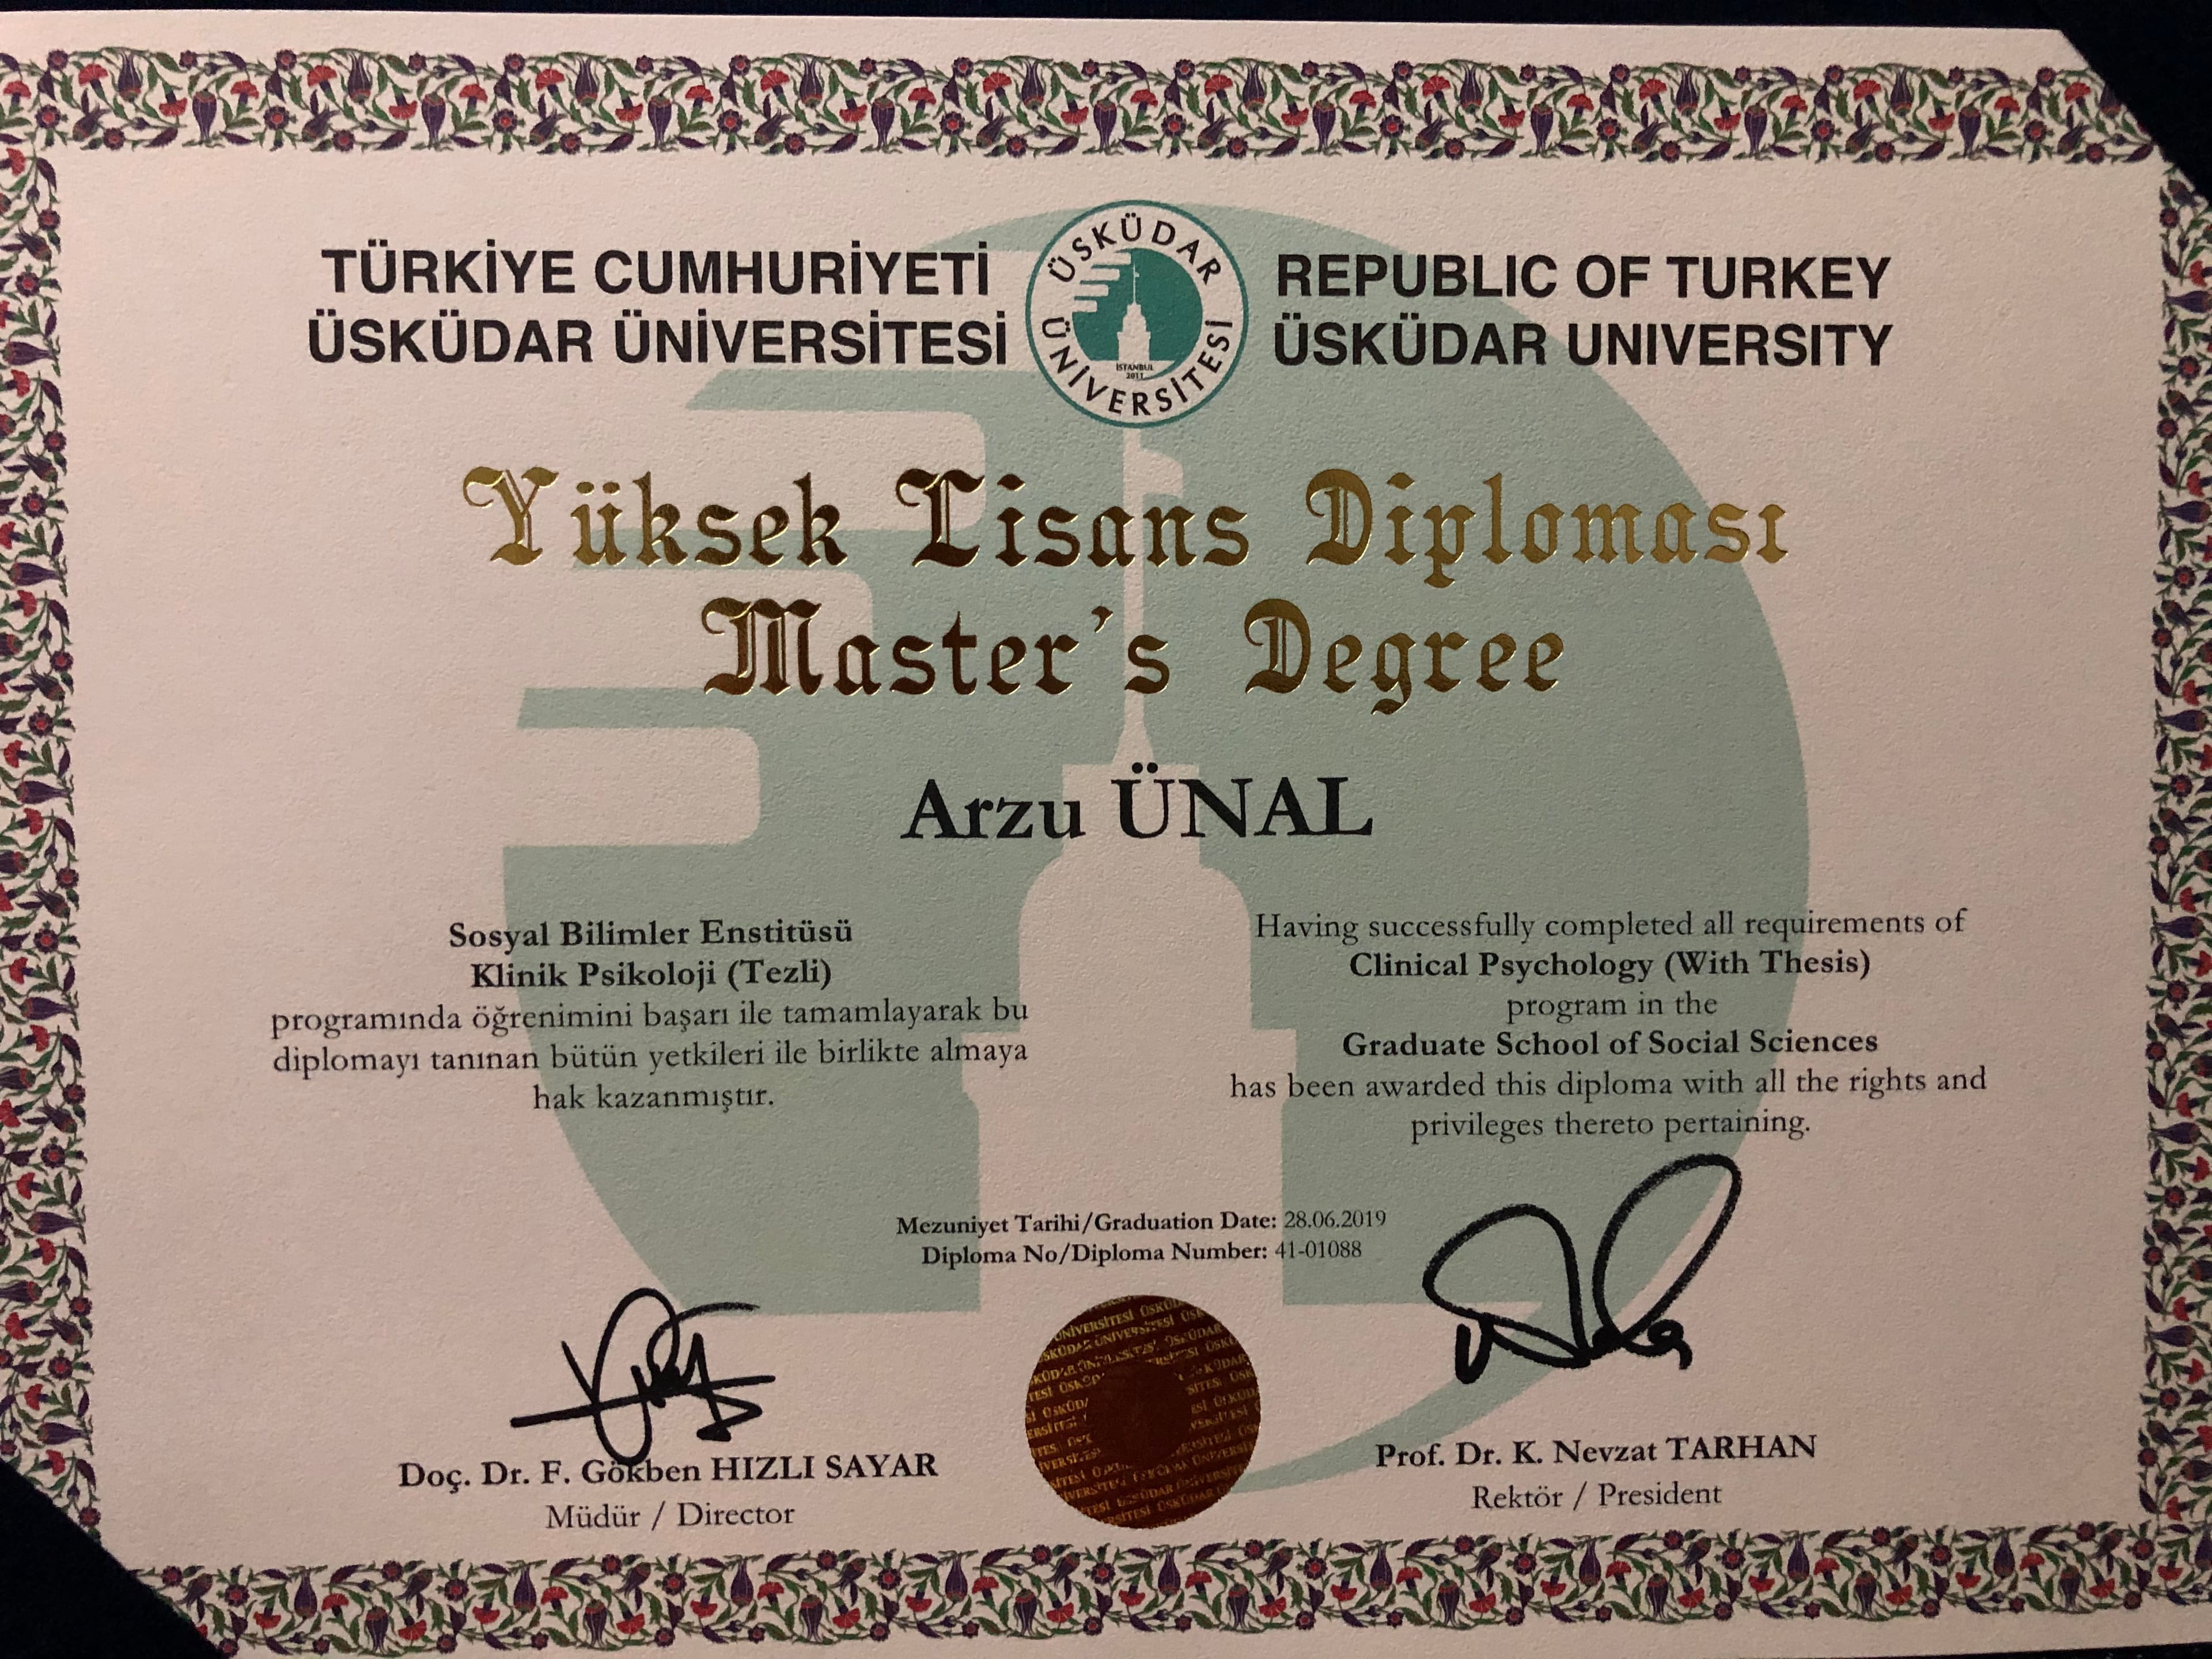 TÜRKİYE CUMHURİYETİ
ÜSKÜDAR ÜNİVERSİTESİ
ÜSKÜDAR ÜNİVERSİTESİ
İSTANBUL
2011
REPUBLIC OF TURKEY
ÜSKÜDAR UNIVERSITY
Yüksek Lisans Diploması
Master's Degree
Arzu ÜNAL
Sosyal Bilimler Enstitüsü
Klinik Psikoloji (Tezli)
programında öğrenimini başarı ile tamamlayarak bu
diplomayı tanınan bütün yetkileri ile birlikte almaya
hak kazanmıştır.
Having successfully completed all requirements of
Clinical Psychology (With Thesis)
program in the
Graduate School of Social Sciences
has been awarded this diploma with all the rights and
privileges thereto pertaining.
Mezuniyet Tarihi/Graduation Date: 28.06.2019
Diploma No/Diploma Number: 41-01088
Doç. Dr. F. Gökben HIZLI SAYAR
Müdür / Director
Prof. Dr. K. Nevzat TARHAN
Rektör / President